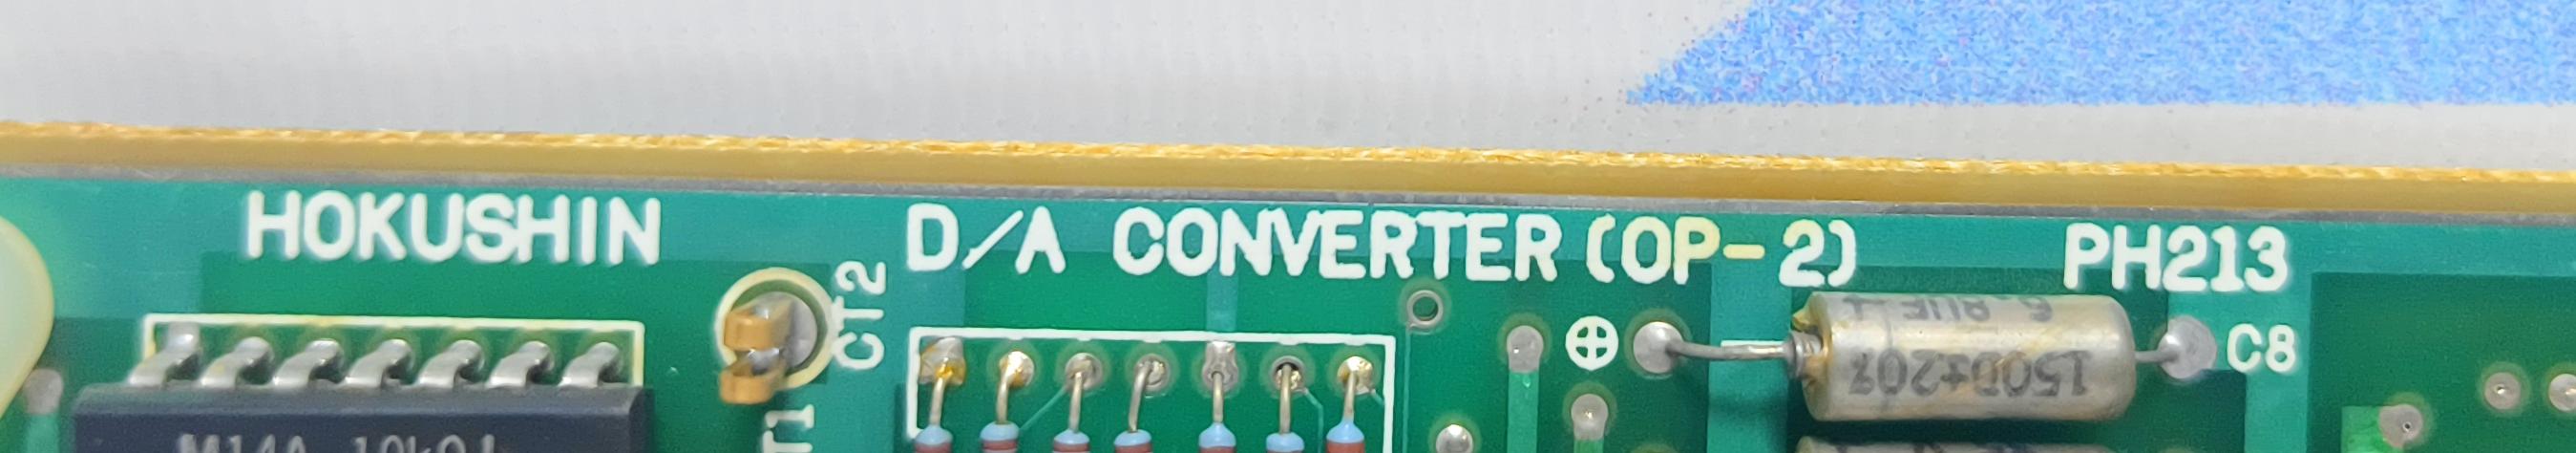 HOKUSHIN
D/A CONVERTER (OP-2)
PH213
CT2
C8
150D±20%